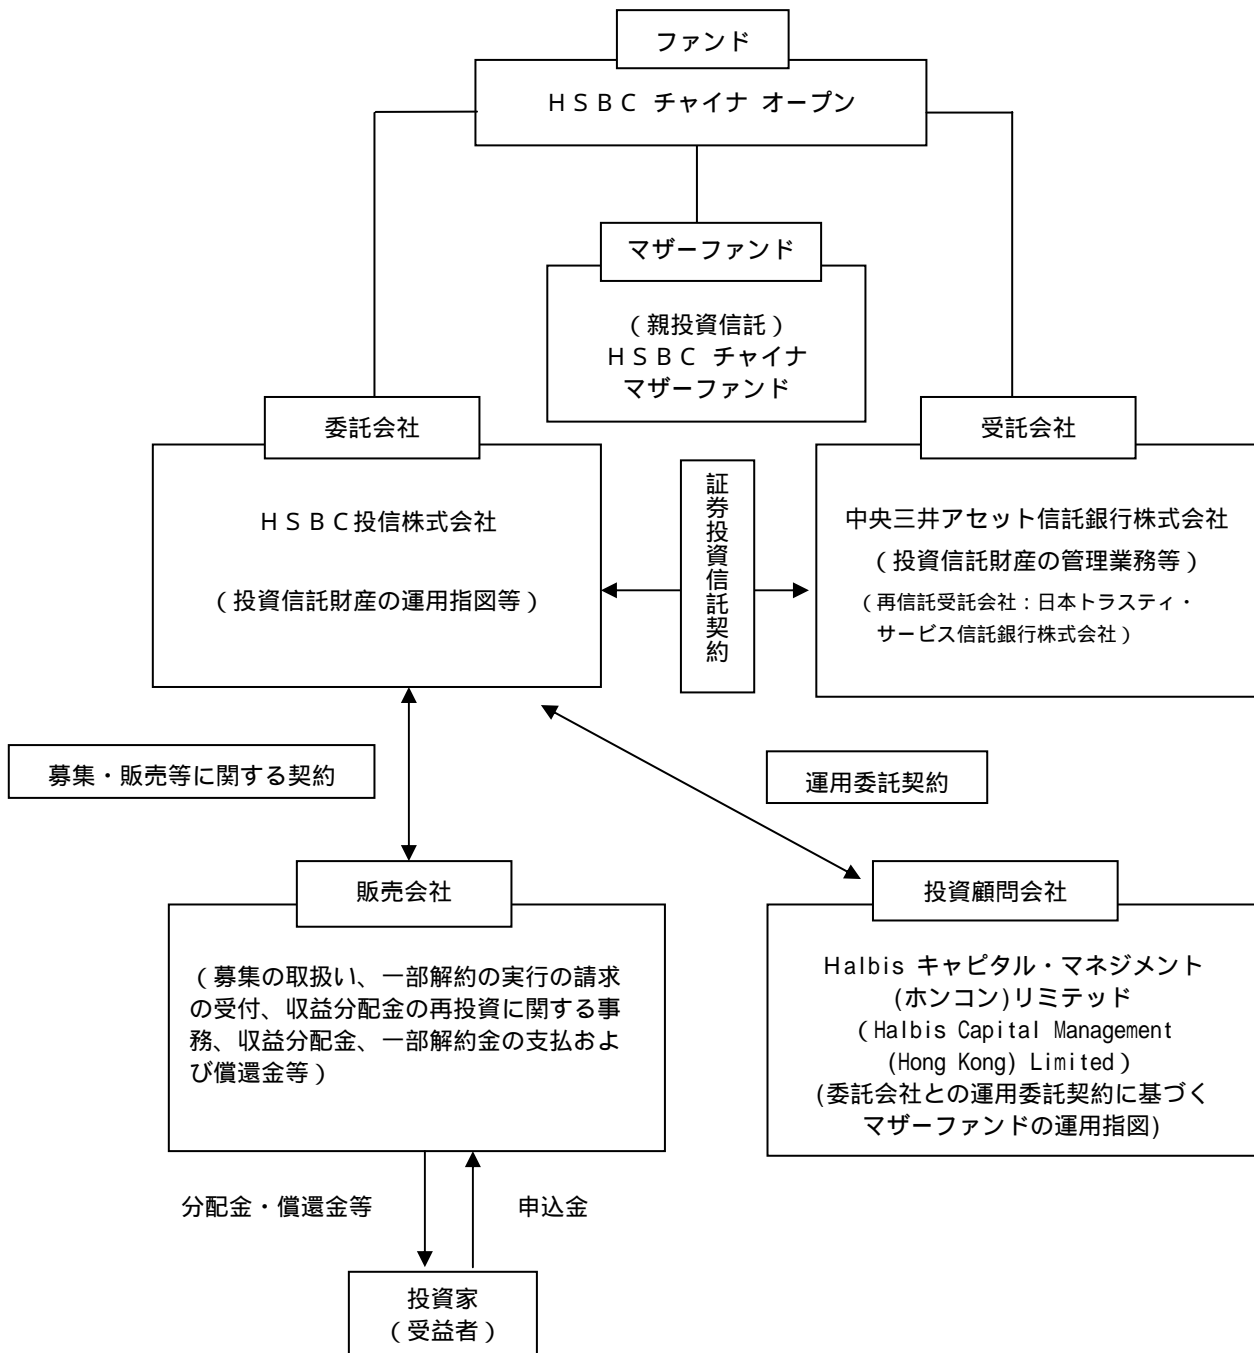 ファンド
ＨＳＢＣ チャイナ オープン
マザーファンド
（親投資信託）
ＨＳＢＣ チャイナ
マザーファンド
委託会社
ＨＳＢＣ投信株式会社
（投資信託財産の運用指図等）
証券投資信託契約
受託会社
中央三井アセット信託銀行株式会社
（投資信託財産の管理業務等）
（再信託受託会社：日本トラスティ・
サービス信託銀行株式会社）
募集・販売等に関する契約
運用委託契約
販売会社
（募集の取扱い、一部解約の実行の請求
の受付、収益分配金の再投資に関する事
務、収益分配金、一部解約金の支払およ
び償還金等）
投資顧問会社
Halbis キャピタル・マネジメント
(ホンコン)リミテッド
（Halbis Capital Management
(Hong Kong) Limited）
(委託会社との運用委託契約に基づく
マザーファンドの運用指図)
分配金・償還金等
申込金
投資家
（受益者）